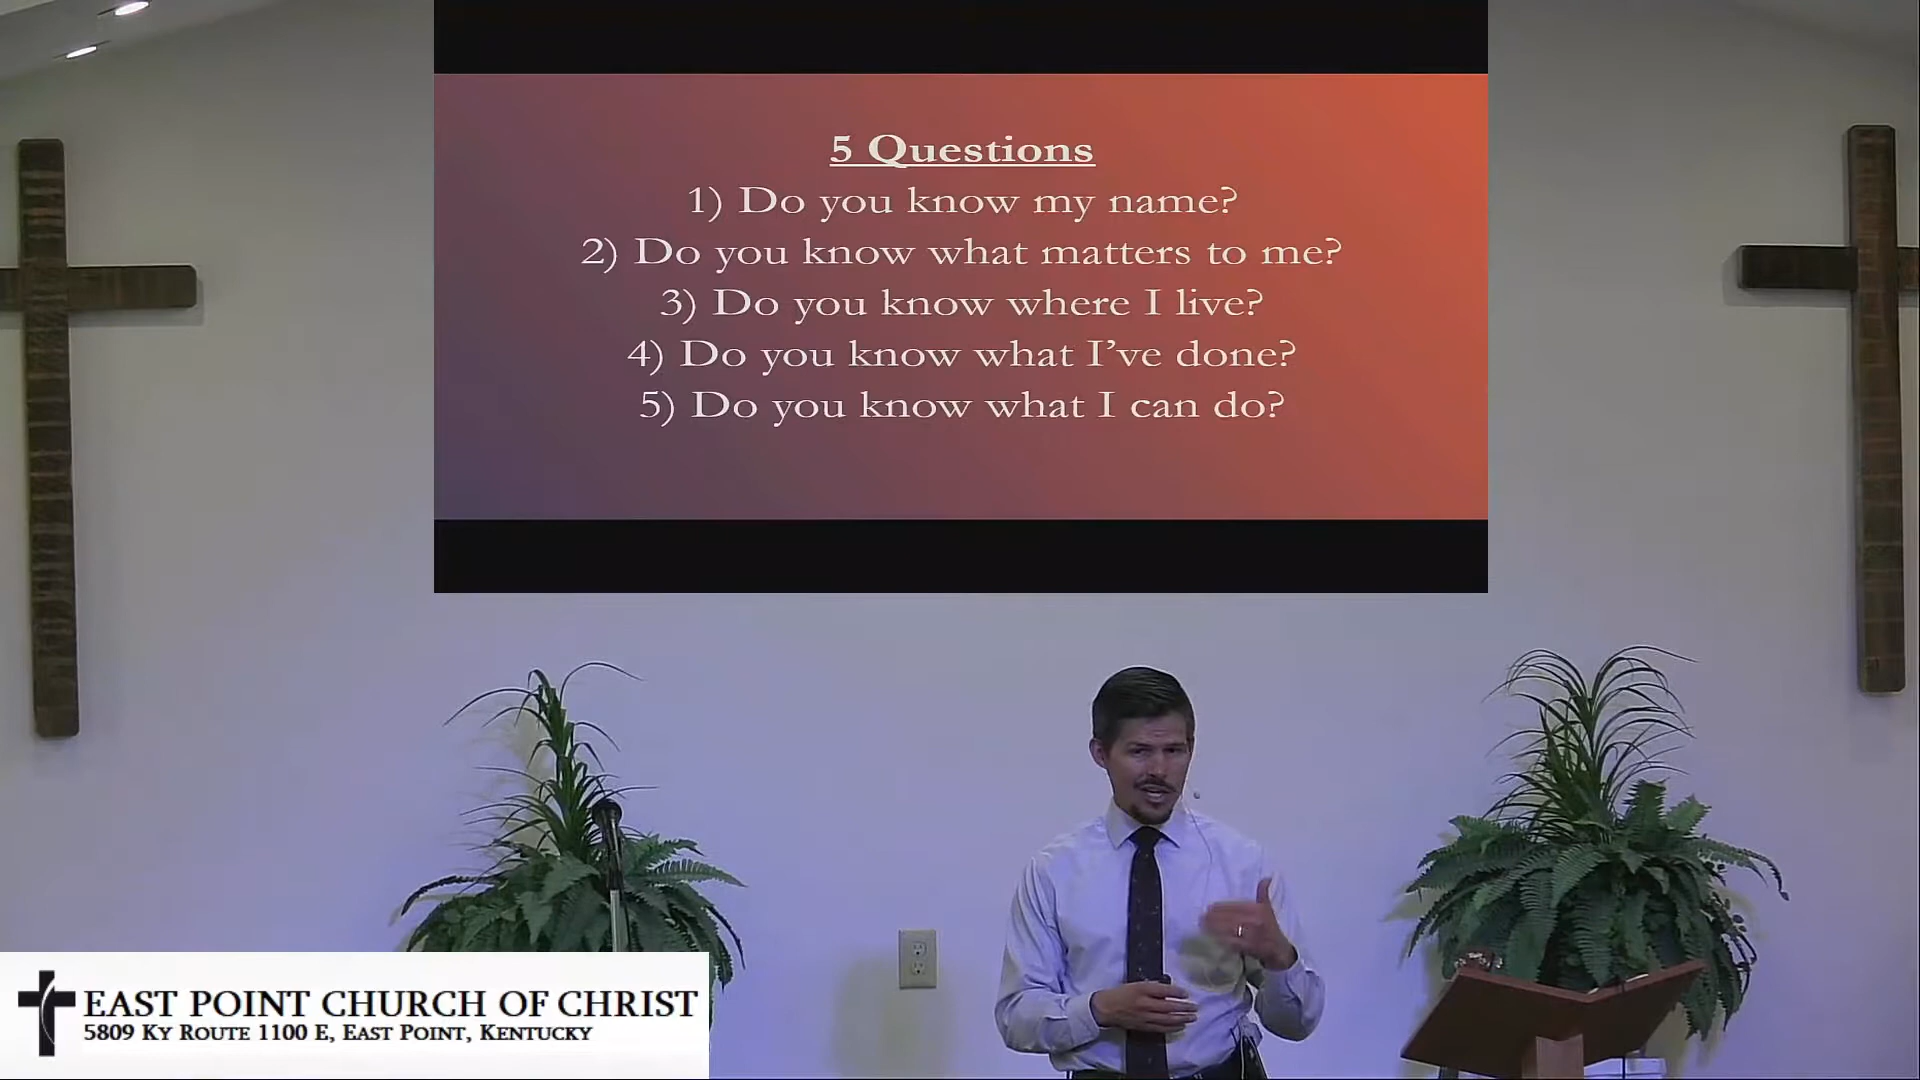 5 Questions
1) Do you know my name?
2) Do you know what matters to me?
3) Do you know where I live?
4) Do you know what I've done?
5) Do you know what I can do?
EAST POINT CHURCH OF CHRIST
5809 KY ROUTE 1100 E, EAST POINT, KENTUCKY